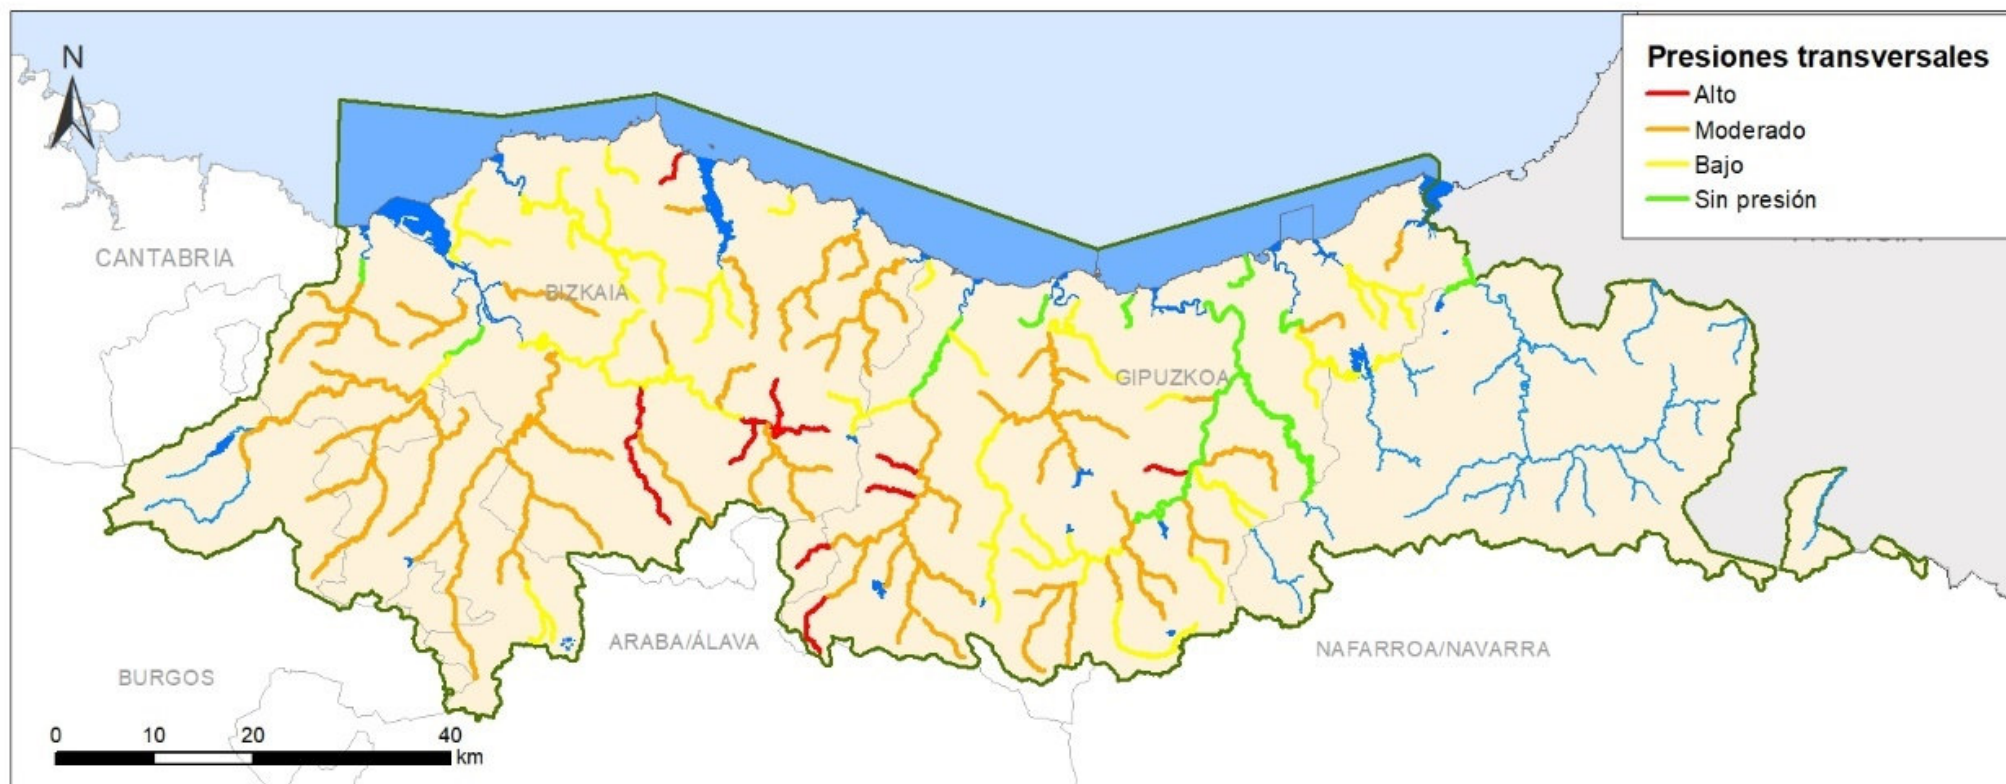 N
Presiones transversales
Alto
Moderado
Bajo
Sin presión
CANTABRIA
BIZKAIA
GIPUZKOA
ARABA/ÁLAVA
NAFARROA/NAVARRA
BURGOS
0 10 20 40
km